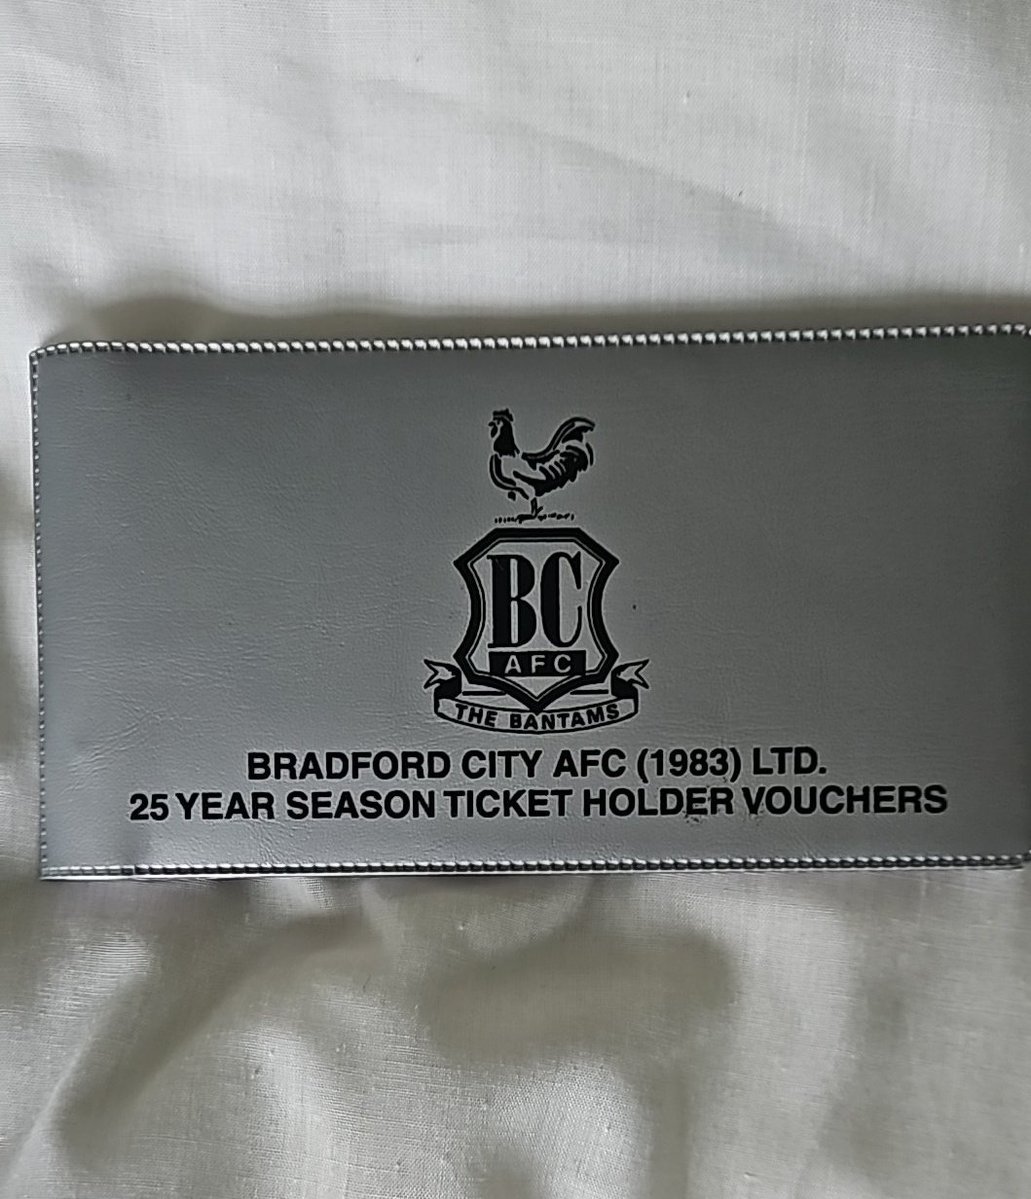 BC
AFC
THE BANTAMS
BRADFORD CITY AFC (1983) LTD.
25 YEAR SEASON TICKET HOLDER VOUCHERS